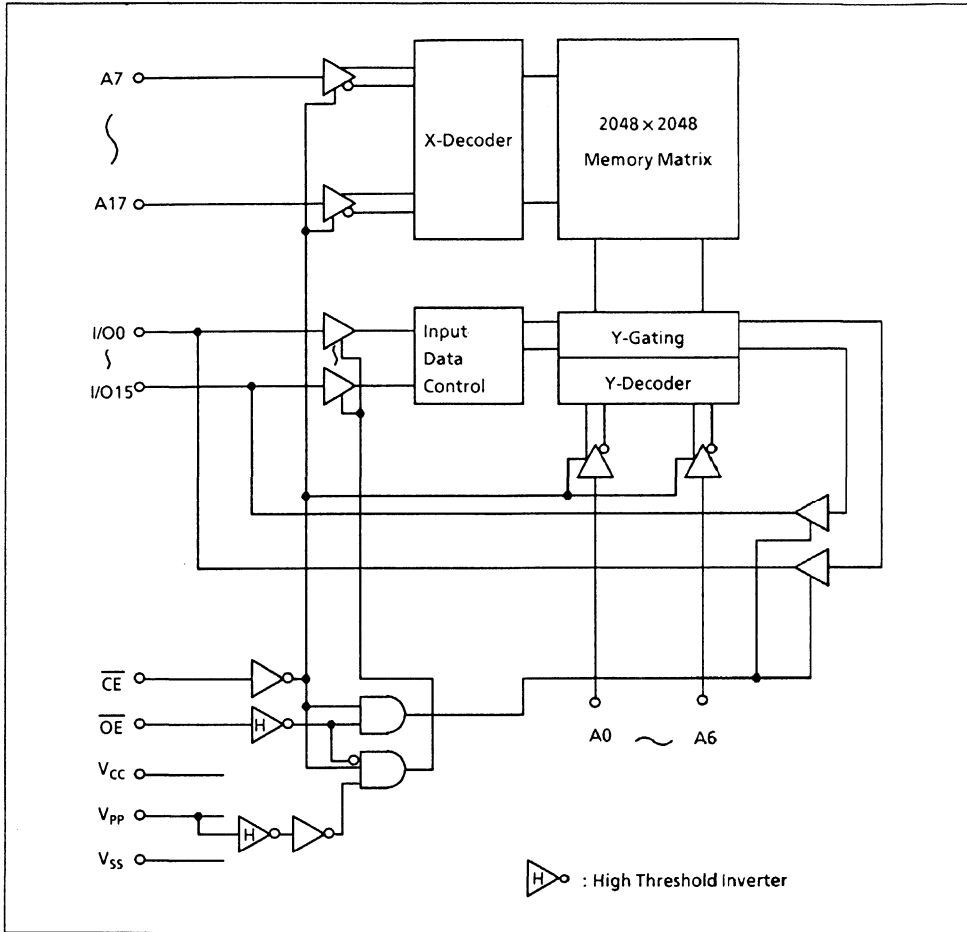 A7
A17
X-Decoder
2048 × 2048
Memory Matrix
I/O0
I/O15
Input
Data
Control
Y-Gating
Y-Decoder
CE
OE
VCC
VPP
VSS
H
H
A0
A6
H : High Threshold Inverter